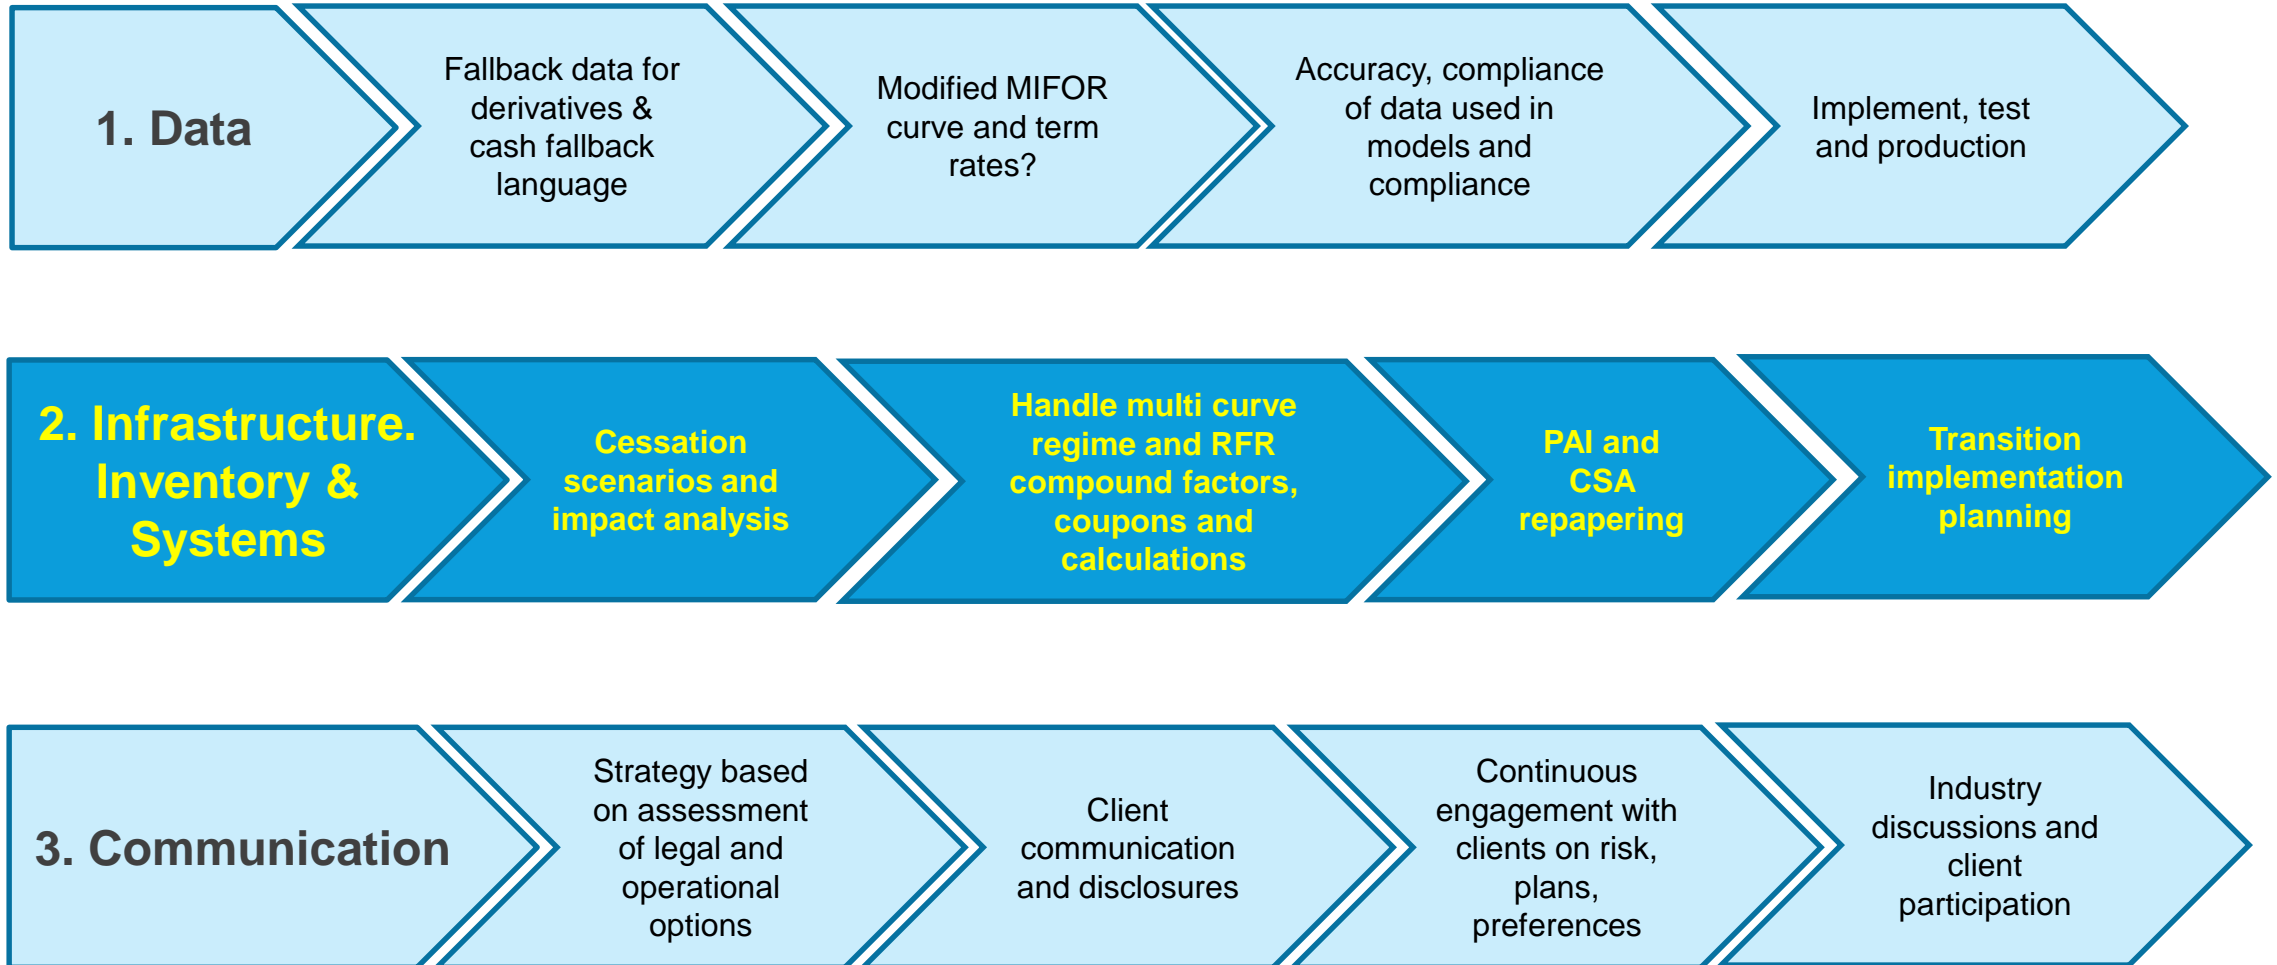 1. Data
Fallback data for
derivatives &
cash fallback
language
Modified MIFOR
curve and term
rates?
Accuracy, compliance
of data used in
models and
compliance
Implement, test
and production
2. Infrastructure.
Inventory &
Systems
Cessation
scenarios and
impact analysis
Handle multi curve
regime and RFR
compound factors,
coupons and
calculations
PAI and
CSA
repapering
Transition
implementation
planning
3. Communication
Strategy based
on assessment
of legal and
operational
options
Client
communication
and disclosures
Continuous
engagement with
clients on risk,
plans,
preferences
Industry
discussions and
client
participation